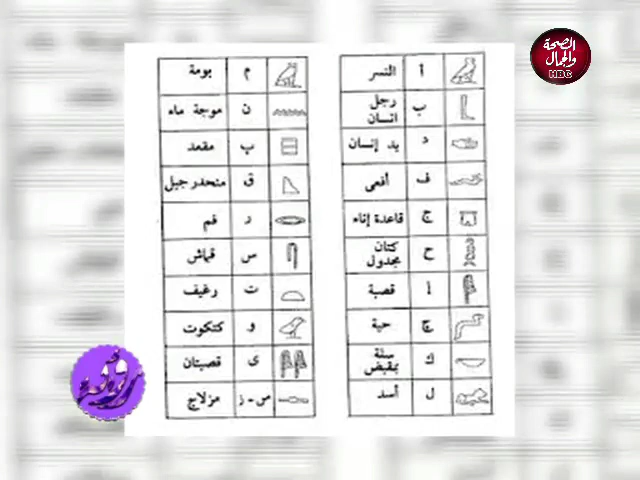 الصحة
والجمال
HBC
أ النسر
ب رجل
انسان
د يد إنسان
ف أفعى
ج قاعدة إناء
ح كتان
مجدول
إ قصبة
چ حية
ك سلة
بمقبض
ل أسد
م بومة
ن موجة ماء
پ مقعد
ق منحدر جبل
ر فم
س قماش
ت رغيف
و كتكوت
ى قصبتان
س - ز مزلاج